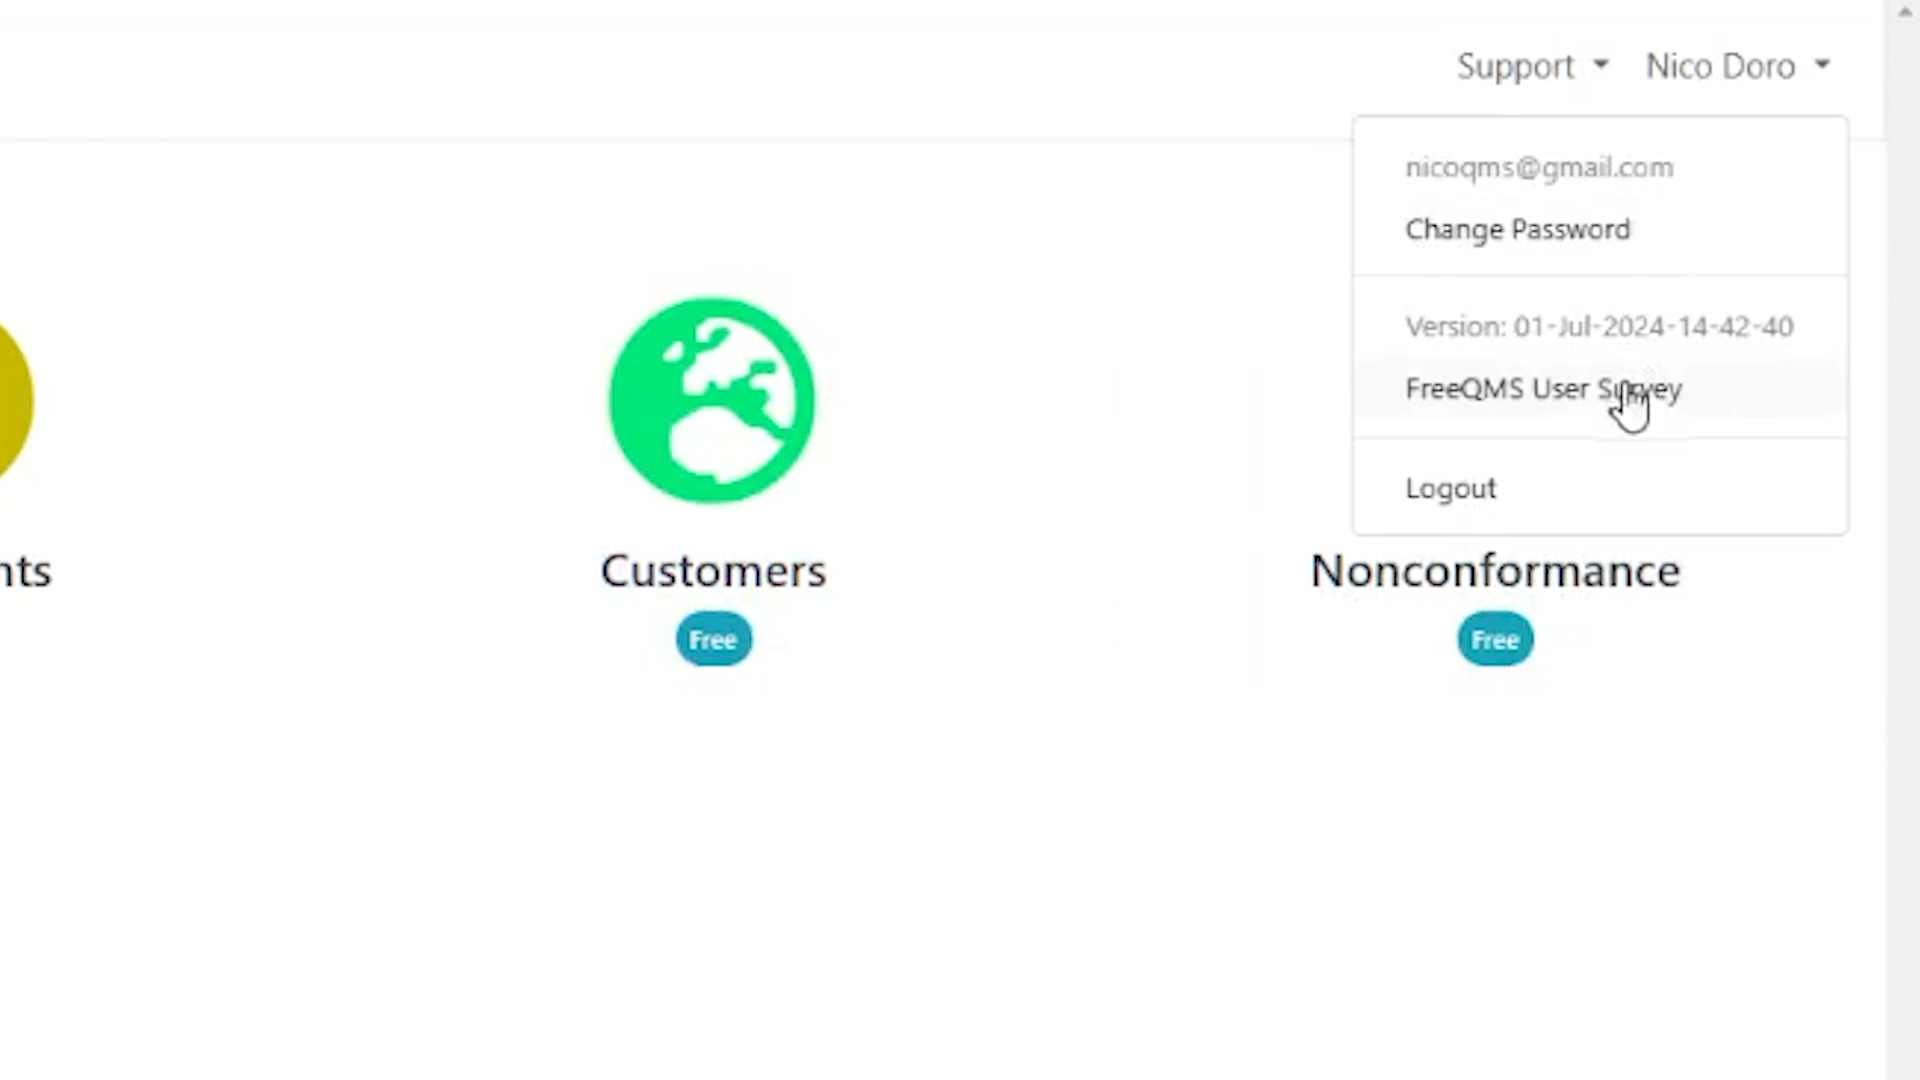 Support
Nico Doro
nicoqms@gmail.com
Change Password
Version: 01-Jul-2024-14-42-40
FreeQMS User Survey
Logout
nts
Customers
Nonconformance
Free
Free